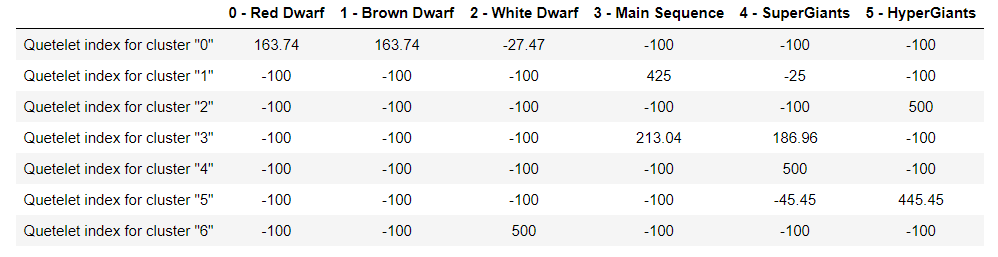 0 - Red Dwarf 1 - Brown Dwarf 2 - White Dwarf 3 - Main Sequence 4 - SuperGiants 5 - HyperGiants
Quetelet index for cluster "0" 163.74 163.74 -27.47 -100 -100 -100
Quetelet index for cluster "1" -100 -100 -100 425 -25 -100
Quetelet index for cluster "2" -100 -100 -100 -100 -100 500
Quetelet index for cluster "3" -100 -100 -100 213.04 186.96 -100
Quetelet index for cluster "4" -100 -100 -100 -100 500 -100
Quetelet index for cluster "5" -100 -100 -100 -100 -45.45 445.45
Quetelet index for cluster "6" -100 -100 500 -100 -100 -100